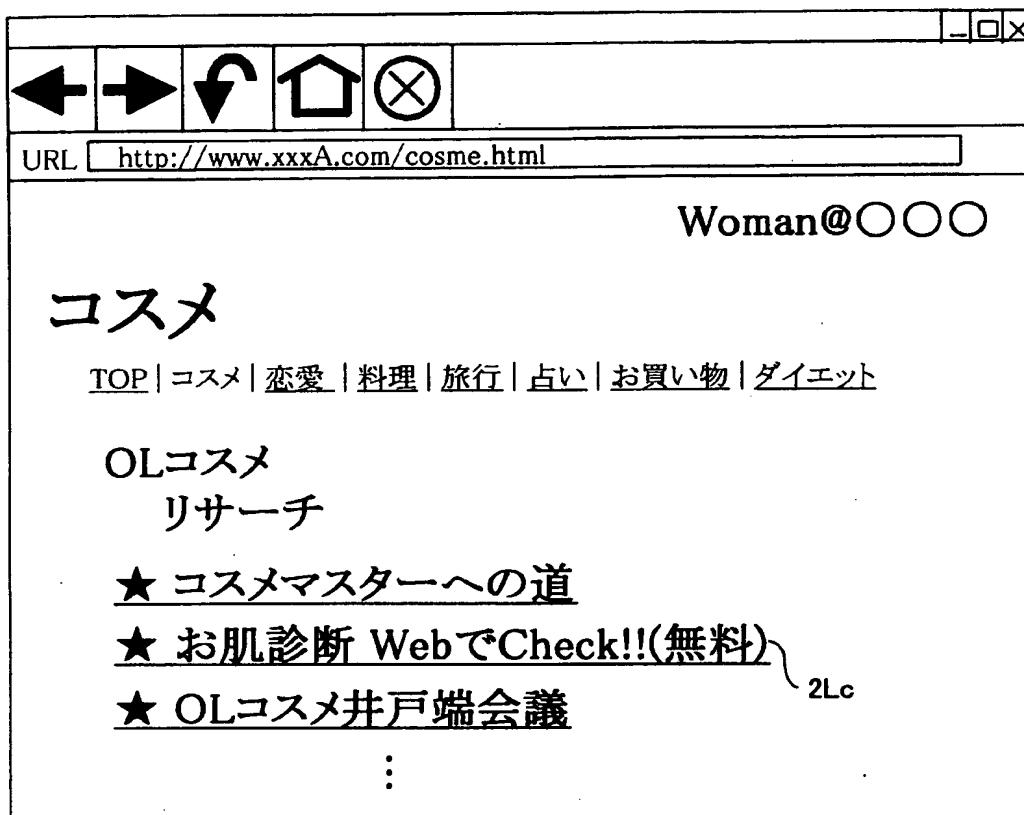 URL http://www.xxxA.com/cosme.html
Woman@○○○
コスメ
TOP|コスメ|恋愛|料理|旅行|占い|お買い物|ダイエット
OLコスメ
リサーチ
★ コスメマスターへの道
★ お肌診断 WebでCheck!!(無料)
2Lc
★ OLコスメ井戸端会議
⋮